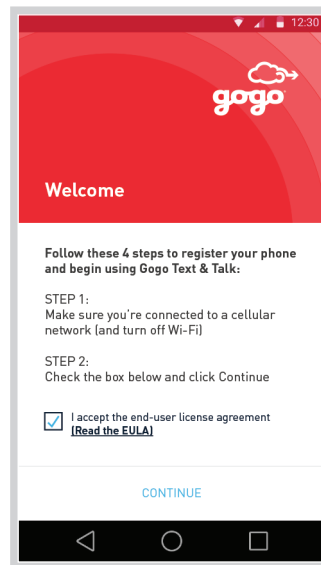 12:30
gogo
Welcome
Follow these 4 steps to register your phone
and begin using Gogo Text & Talk:
STEP 1:
Make sure you're connected to a cellular
network (and turn off Wi-Fi)
STEP 2:
Check the box below and click Continue
I accept the end-user license agreement
(Read the EULA)
CONTINUE